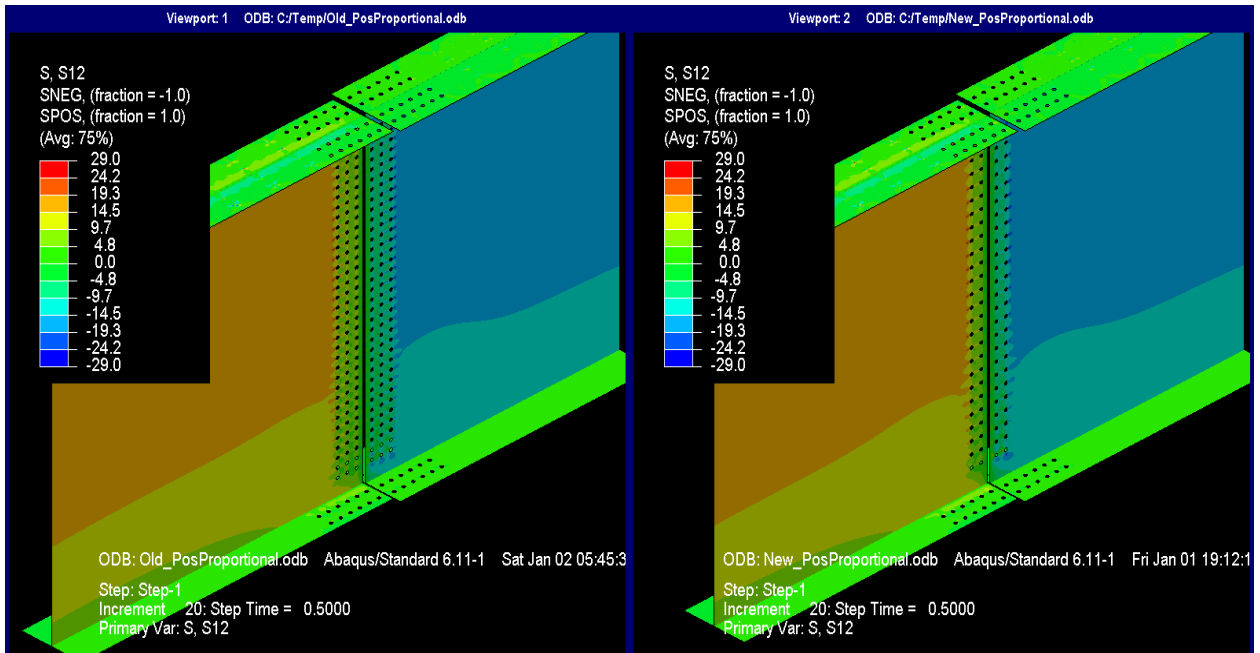 Viewport: 1 ODB: C:/Temp/Old_PosProportional.odb
S, S12
SNEG, (fraction = -1.0)
SPOS, (fraction = 1.0)
(Avg: 75%)
29.0
24.2
19.3
14.5
9.7
4.8
0.0
-4.8
-9.7
-14.5
-19.3
-24.2
-29.0
ODB: Old_PosProportional.odb Abaqus/Standard 6.11-1 Sat Jan 02 05:45:3
Step: Step-1
Increment 20: Step Time = 0.5000
Primary Var: S, S12
Viewport: 2 ODB: C:/Temp/New_PosProportional.odb
S, S12
SNEG, (fraction = -1.0)
SPOS, (fraction = 1.0)
(Avg: 75%)
29.0
24.2
19.3
14.5
9.7
4.8
0.0
-4.8
-9.7
-14.5
-19.3
-24.2
-29.0
ODB: New_PosProportional.odb Abaqus/Standard 6.11-1 Fri Jan 01 19:12:1
Step: Step-1
Increment 20: Step Time = 0.5000
Primary Var: S, S12